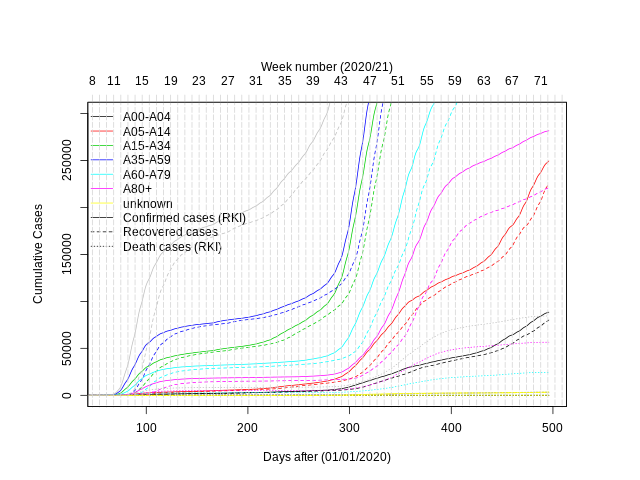 Week number (2020/21)
8 11 15 19 23 27 31 35 39 43 47 51 55 59 63 67 71
A00-A04
A05-A14
A15-A34
A35-A59
A60-A79
A80+
unknown
Confirmed cases (RKI)
Recovered cases
Death cases (RKI)
Cumulative Cases
0 50000 150000 250000
100 200 300 400 500
Days after (01/01/2020)